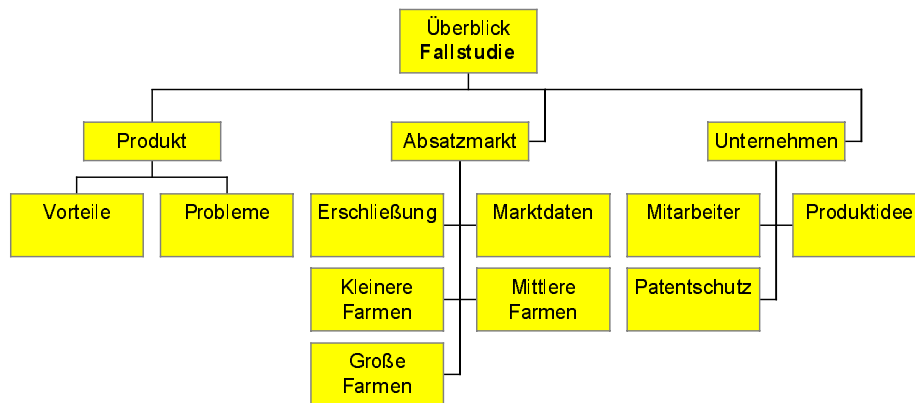 Überblick
Fallstudie
Produkt
Absatzmarkt
Unternehmen
Vorteile
Probleme
Erschließung
Marktdaten
Mitarbeiter
Produktidee
Kleinere
Farmen
Mittlere
Farmen
Patentschutz
Große
Farmen